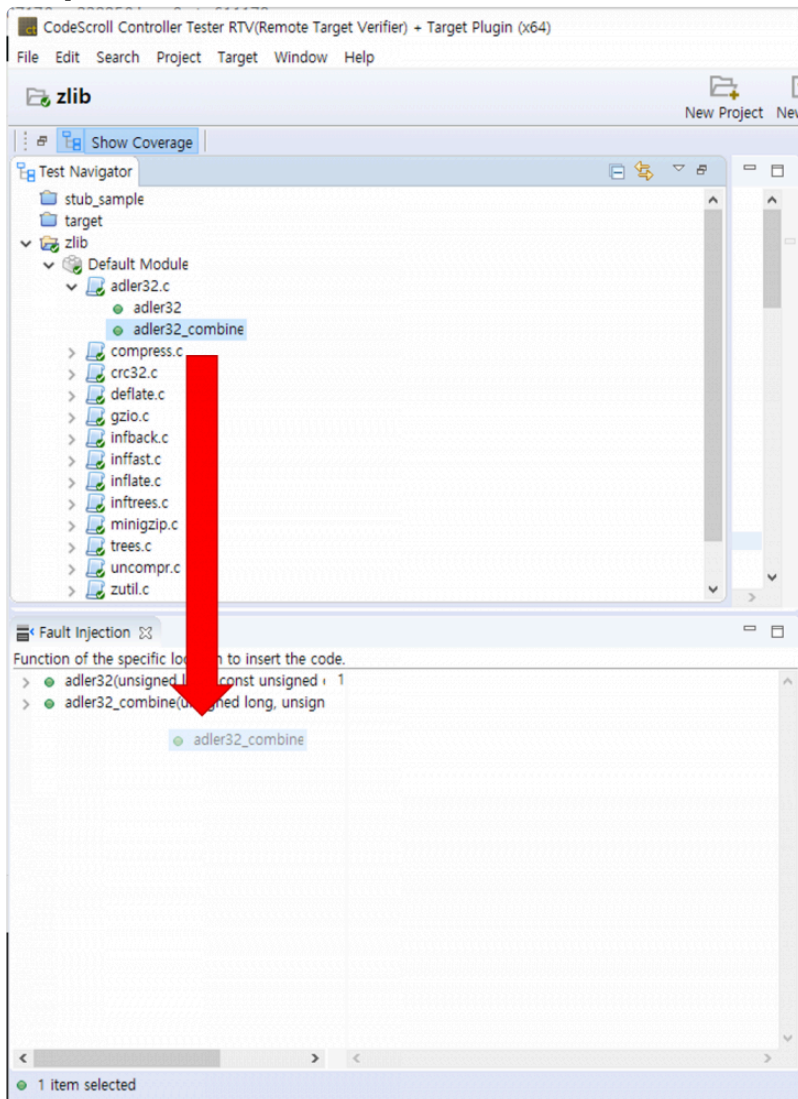 CodeScroll Controller Tester RTV(Remote Target Verifier) + Target Plugin (x64)
File Edit Search Project Target Window Help
zlib
New Project
Show Coverage
Test Navigator
stub_sample
target
zlib
Default Module
adler32.c
adler32
adler32_combine
compress.c
crc32.c
deflate.c
gzio.c
infback.c
inffast.c
inflate.c
inftrees.c
minigzip.c
trees.c
uncompr.c
zutil.c
Fault Injection
Function of the specific to insert the code.
adler32(unsigned const unsigned 1
adler32_combine( long, unsign
adler32_combine
1 item selected